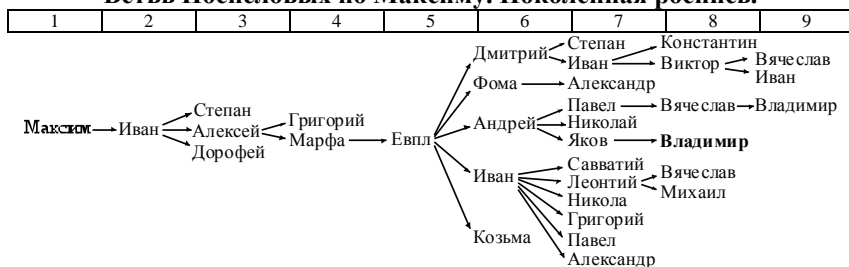 Ветвь Поспеловых по Максиму. Поколенная роспись.
1 2 3 4 5 6 7 8 9
Дмитрий Степан Константин
Иван Виктор Вячеслав
Иван
Фома Александр
Степан
Григорий
Павел Вячеслав Владимир
Максим Иван Алексей Андрей Николай
Марфа Евпл
Дорофей
Яков Владимир
Савватий
Иван Леонтий Вячеслав
Михаил
Никола
Григорий
Козьма Павел
Александр